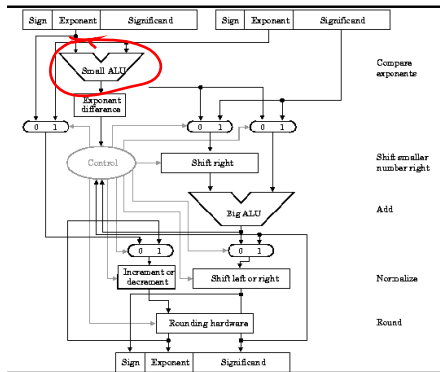 Sign Exponent Significand Sign Exponent Significand
Small ALU
Compare
exponents
Exponent
difference
0 1 0 1 0 1
Control
Shift right
Shift smaller
number right
Big ALU
Add
0 1 0 1
Increment or
decrement
Shift left or right
Normalize
Rounding hardware
Round
Sign Exponent Significand